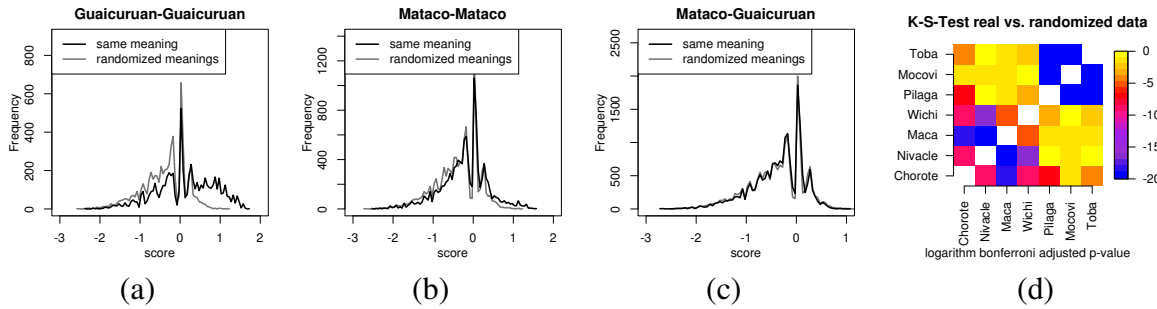 Guaicuruan-Guaicuruan
same meaning
randomized meanings
Frequency
800
600
400
200
0
-3 -2 -1 0 1 2
score
(a)
Mataco-Mataco
same meaning
randomized meanings
Frequency
1200
800
400
0
-3 -2 -1 0 1 2
score
(b)
Mataco-Guaicuruan
same meaning
randomized meanings
Frequency
2500
1500
500
0
-3 -2 -1 0 1
score
(c)
K-S-Test real vs. randomized data
Toba
Mocovi
Pilaga
Wichi
Maca
Nivacle
Chorote
Chorote
Nivacle
Maca
Wichi
Pilaga
Mocovi
Toba
0
-5
-10
-15
-20
logarithm bonferroni adjusted p-value
(d)